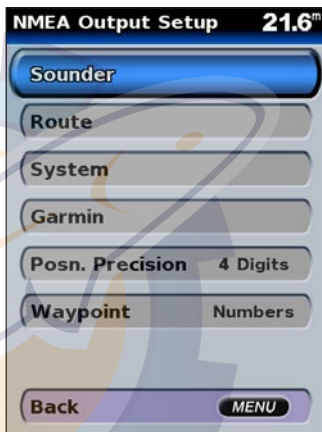 NMEA Output Setup 21.6m
Sounder
Route
System
Garmin
Posn. Precision 4 Digits
Waypoint Numbers
Back MENU